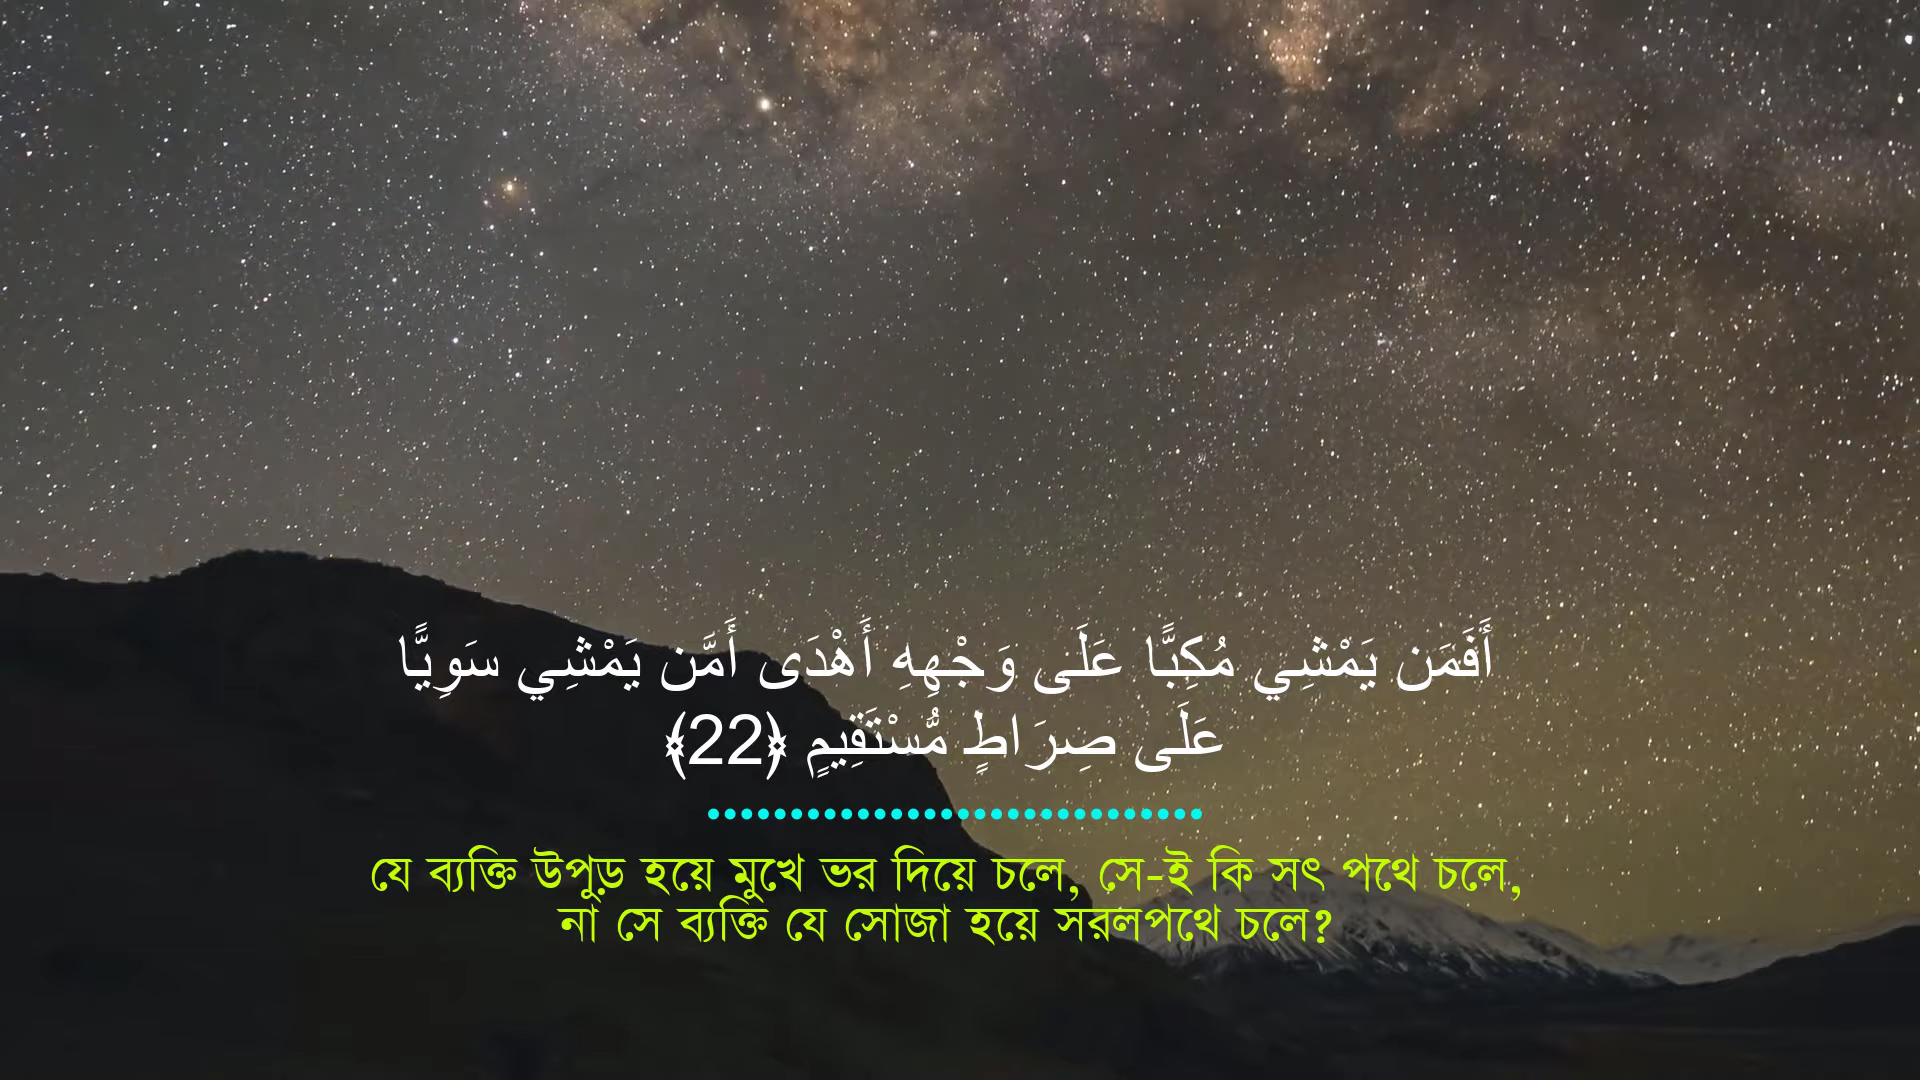 أَفَمَن يَمْشِي مُكِبًّا عَلَى وَجْهِهِ أَهْدَى أَمَّن يَمْشِي سَوِيًّا
عَلَى صِرَاطٍ مُّسْتَقِيمٍ ﴿22﴾
যে ব্যক্তি উপুড় হয়ে মুখে ভর দিয়ে চলে, সে-ই কি সৎ পথে চলে,
না সে ব্যক্তি যে সোজা হয়ে সরলপথে চলে?